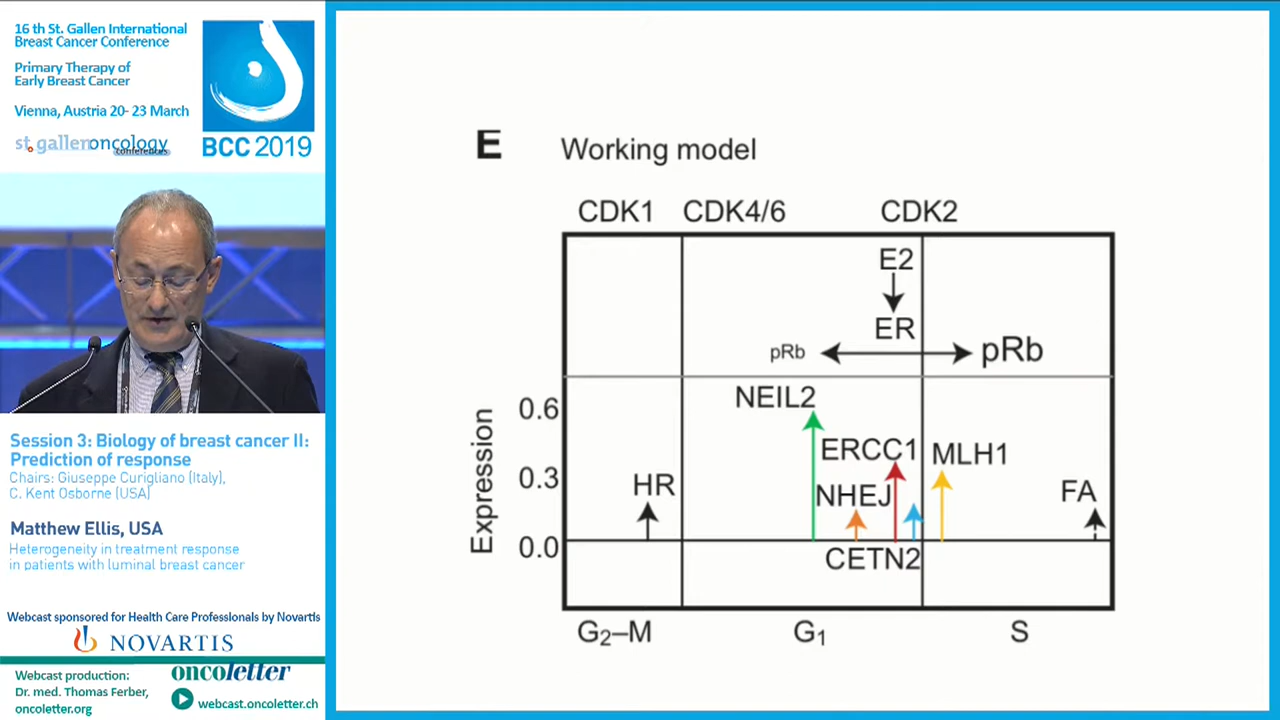 16 th St. Gallen International
Breast Cancer Conference
Primary Therapy of
Early Breast Cancer
Vienna, Austria 20- 23 March
st.gallenoncology
conferences
BCC 2019
Session 3: Biology of breast cancer II:
Prediction of response
Chairs: Giuseppe Curigliano (Italy),
C. Kent Osborne (USA)
Matthew Ellis, USA
Heterogeneity in treatment response
in patients with luminal breast cancer
Webcast sponsored for Health Care Professionals by Novartis
NOVARTIS
Webcast production:
Dr. med. Thomas Ferber,
oncoletter.org
oncoletter
webcast.oncoletter.ch
E Working model
CDK1 CDK4/6 CDK2
E2
ER
pRb pRb
NEIL2
0.6
ERCC1 MLH1
0.3
HR NHEJ FA
0.0
CETN2
Expression
G₂–M G₁ S